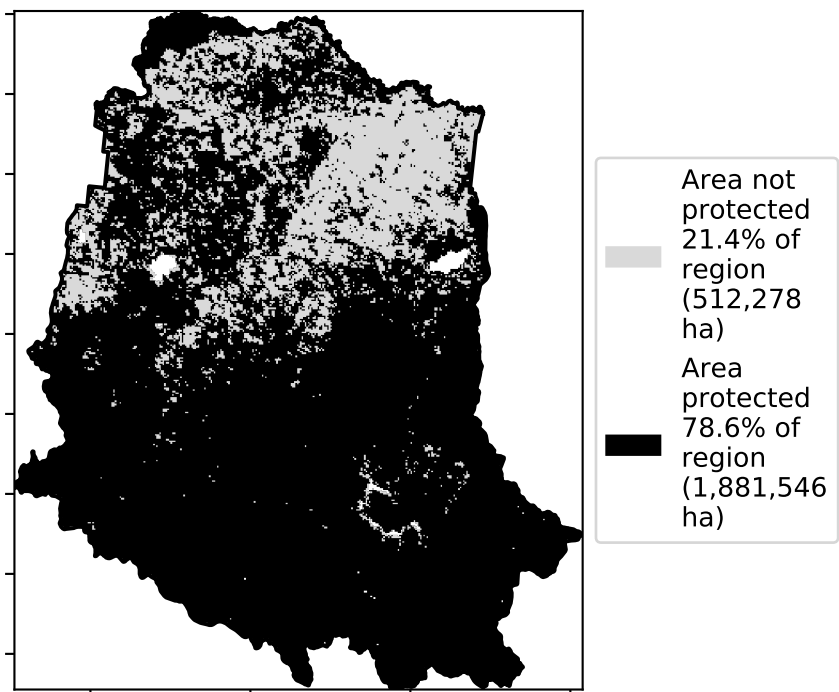 Area not
protected
21.4% of
region
(512,278
ha)
Area
protected
78.6% of
region
(1,881,546
ha)